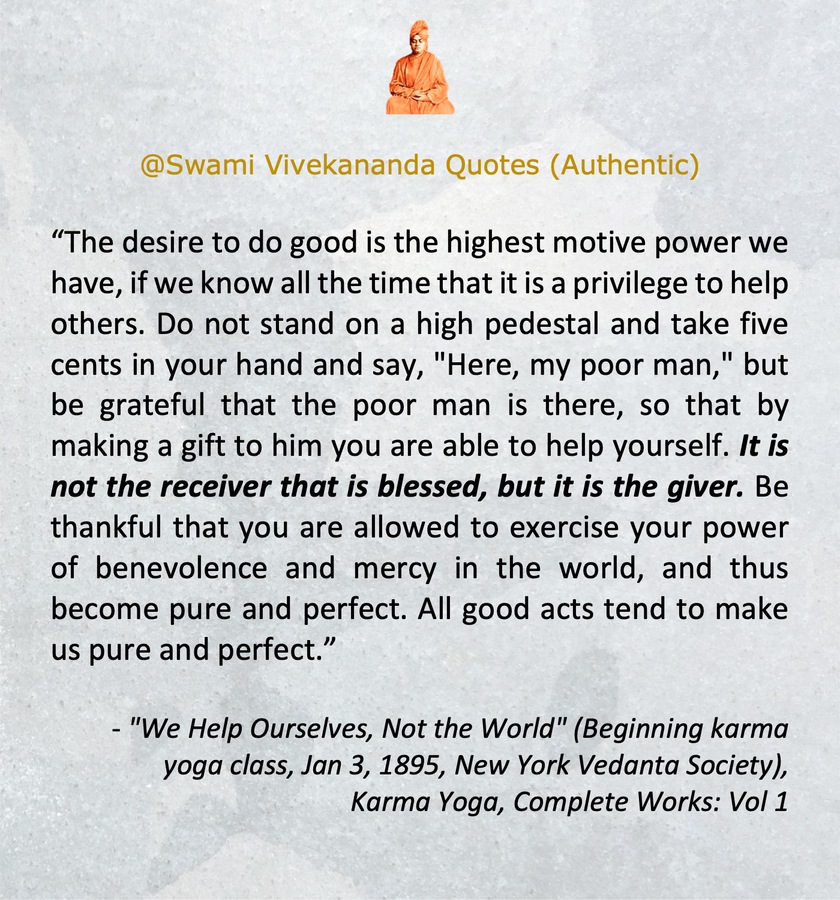 @Swami Vivekananda Quotes (Authentic)
“The desire to do good is the highest motive power we
have, if we know all the time that it is a privilege to help
others. Do not stand on a high pedestal and take five
cents in your hand and say, "Here, my poor man," but
be grateful that the poor man is there, so that by
making a gift to him you are able to help yourself. It is
not the receiver that is blessed, but it is the giver. Be
thankful that you are allowed to exercise your power
of benevolence and mercy in the world, and thus
become pure and perfect. All good acts tend to make
us pure and perfect.”
- "We Help Ourselves, Not the World" (Beginning karma
yoga class, Jan 3, 1895, New York Vedanta Society),
Karma Yoga, Complete Works: Vol 1